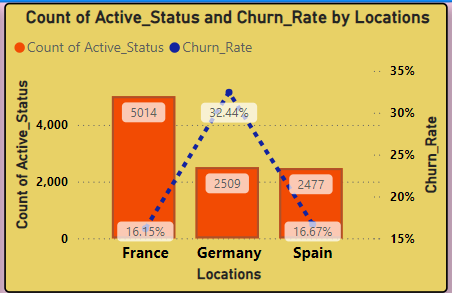 Count of Active_Status and Churn_Rate by Locations
Count of Active_Status Churn_Rate
Count of Active_Status
4,000
2,000
0
5014
32.44%
2509
2477
16.15%
16.67%
35%
30%
25%
20%
15%
Churn_Rate
France Germany Spain
Locations